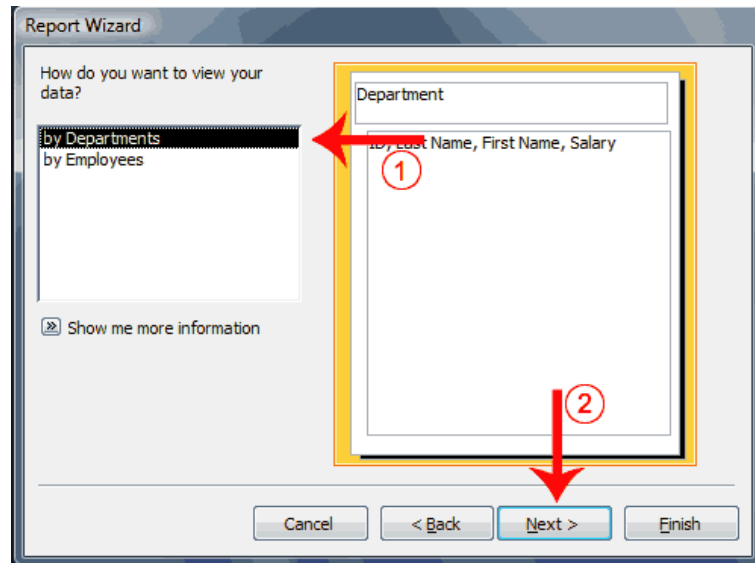 Report Wizard
How do you want to view your
data?
by Departments
by Employees
Show me more information
Department
ID, Last Name, First Name, Salary
1
2
Cancel
< Back
Next >
Finish